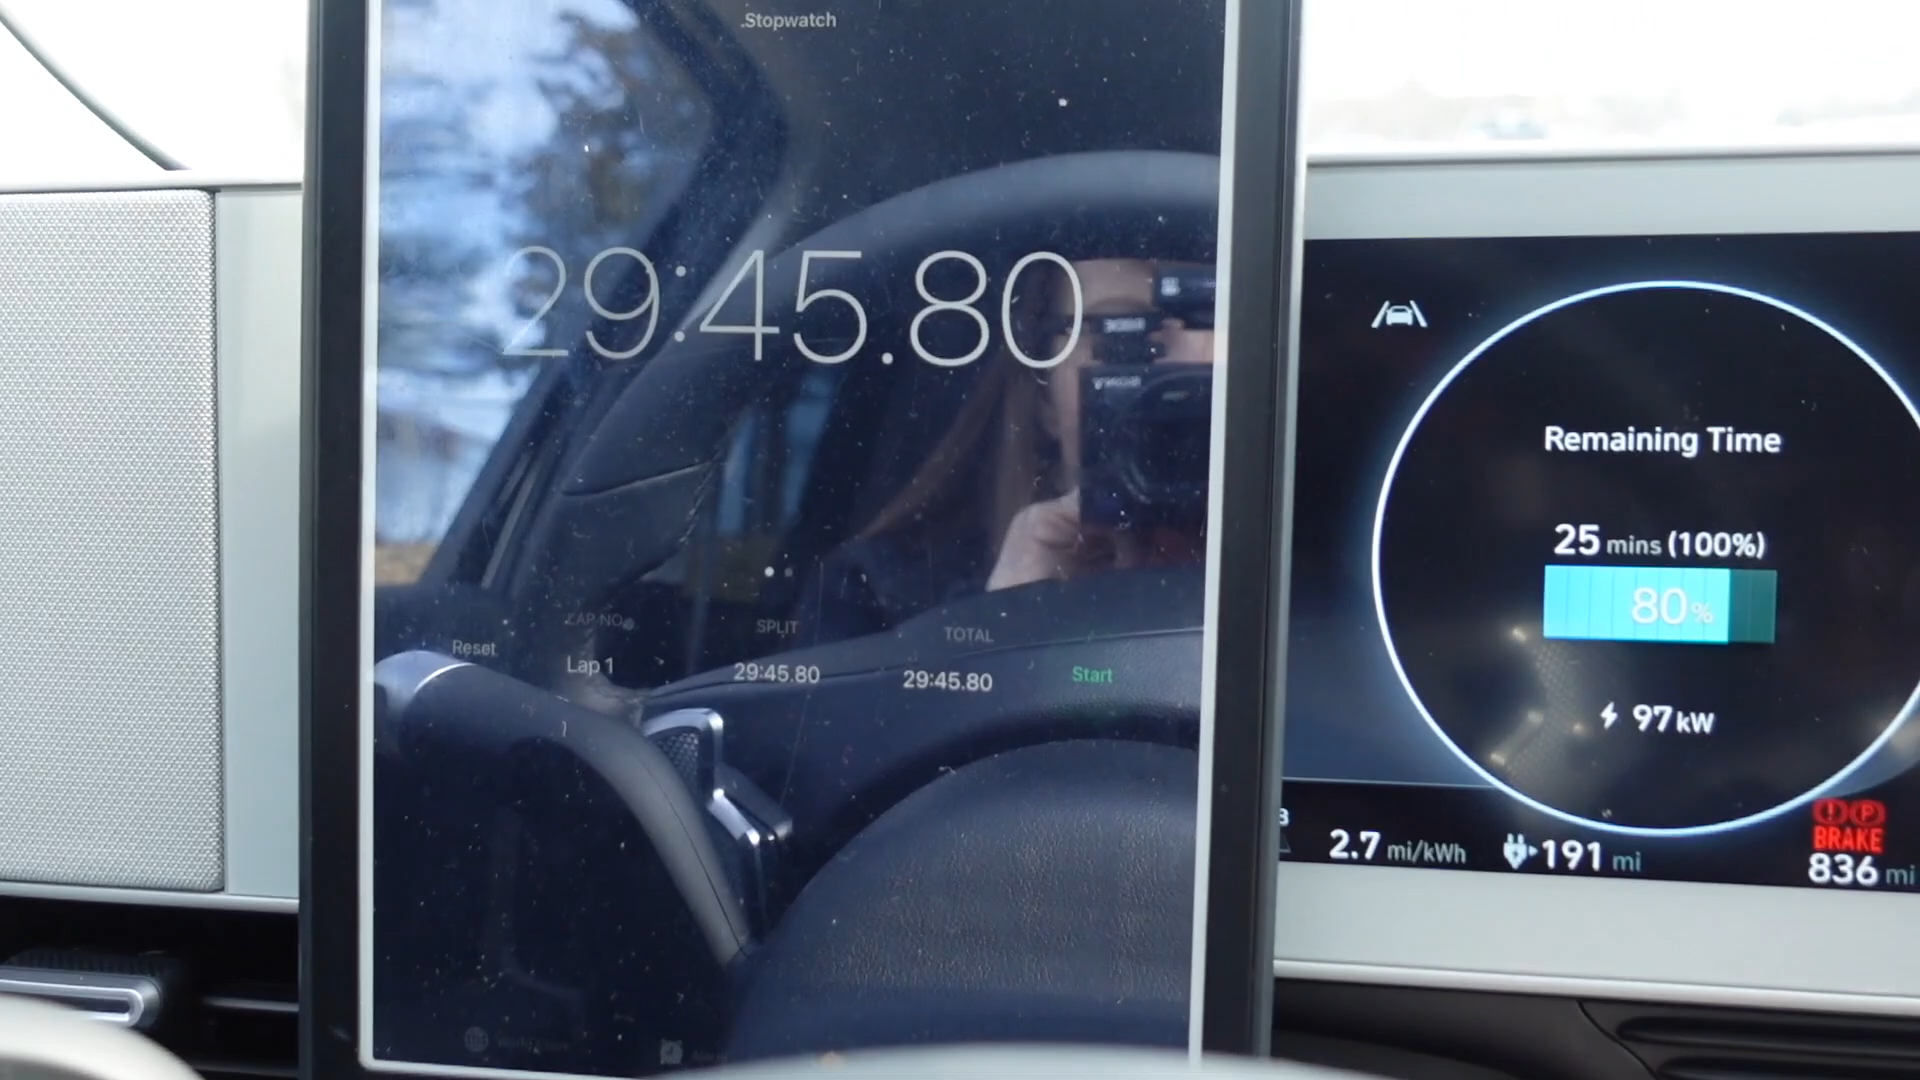 Stopwatch
29:45.80
LAP NO.
SPLIT
TOTAL
Reset
Lap 1
29:45.80
29:45.80
Start
Remaining Time
25 mins (100%)
80%
97 kW
2.7 mi/kWh
191 mi
BRAKE
836 mi
SONY